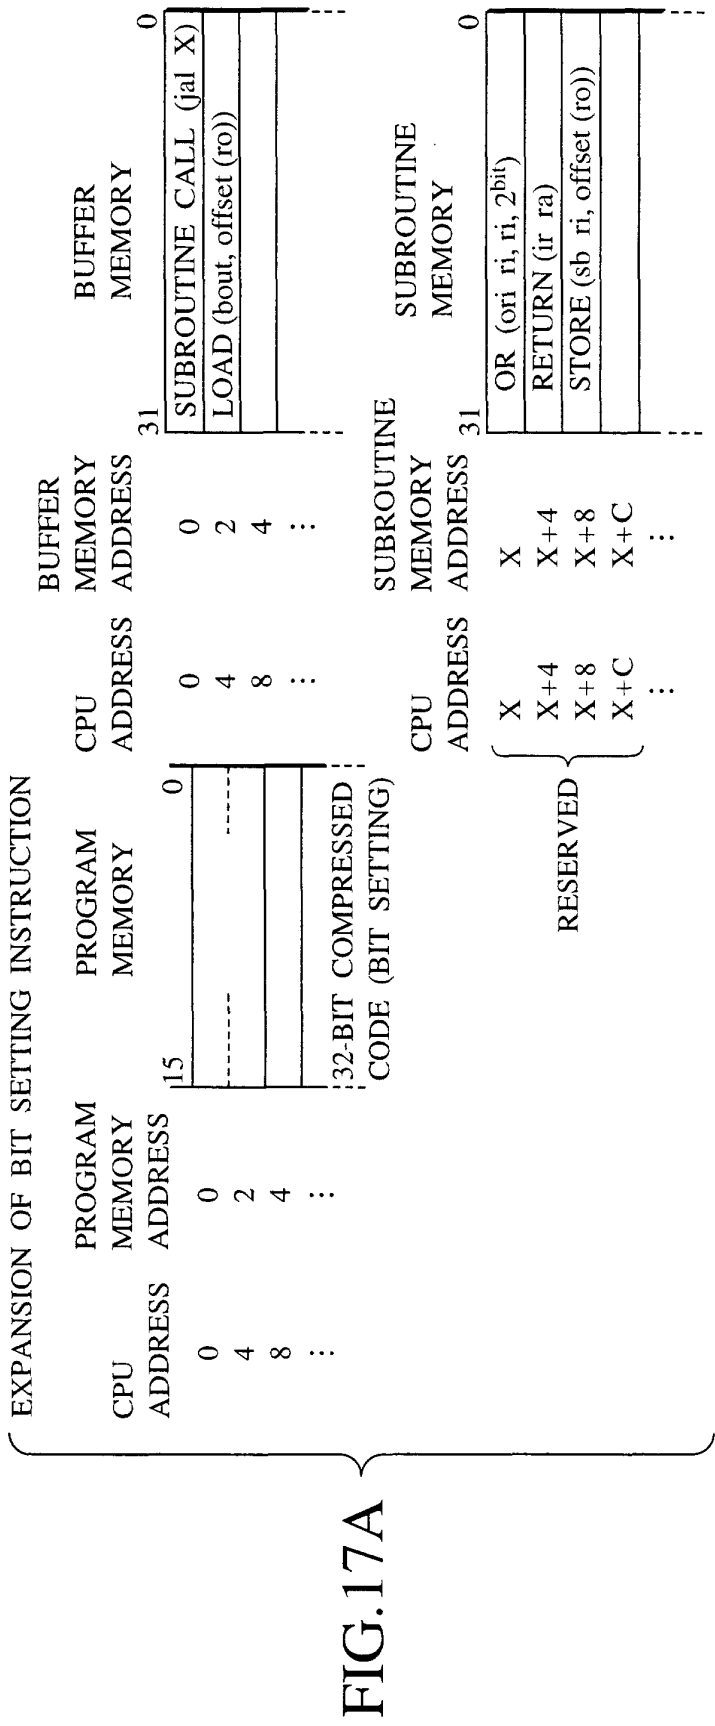 FIG.17A
EXPANSION OF BIT SETTING INSTRUCTION
CPU
ADDRESS
0
4
8
⋮
PROGRAM
MEMORY
ADDRESS
0
2
4
⋮
PROGRAM
MEMORY
15 0
32-BIT COMPRESSED
CODE (BIT SETTING)
CPU
ADDRESS
0
4
8
⋮
BUFFER
MEMORY
ADDRESS
0
2
4
⋮
BUFFER
MEMORY
31 0
SUBROUTINE CALL (jal X)
LOAD (bout, offset (ro))
RESERVED
CPU
ADDRESS
X
X+4
X+8
X+C
⋮
SUBROUTINE
MEMORY
ADDRESS
X
X+4
X+8
X+C
⋮
SUBROUTINE
MEMORY
31 0
OR (ori ri, ri, 2^bit)
RETURN (ir ra)
STORE (sb ri, offset (ro))